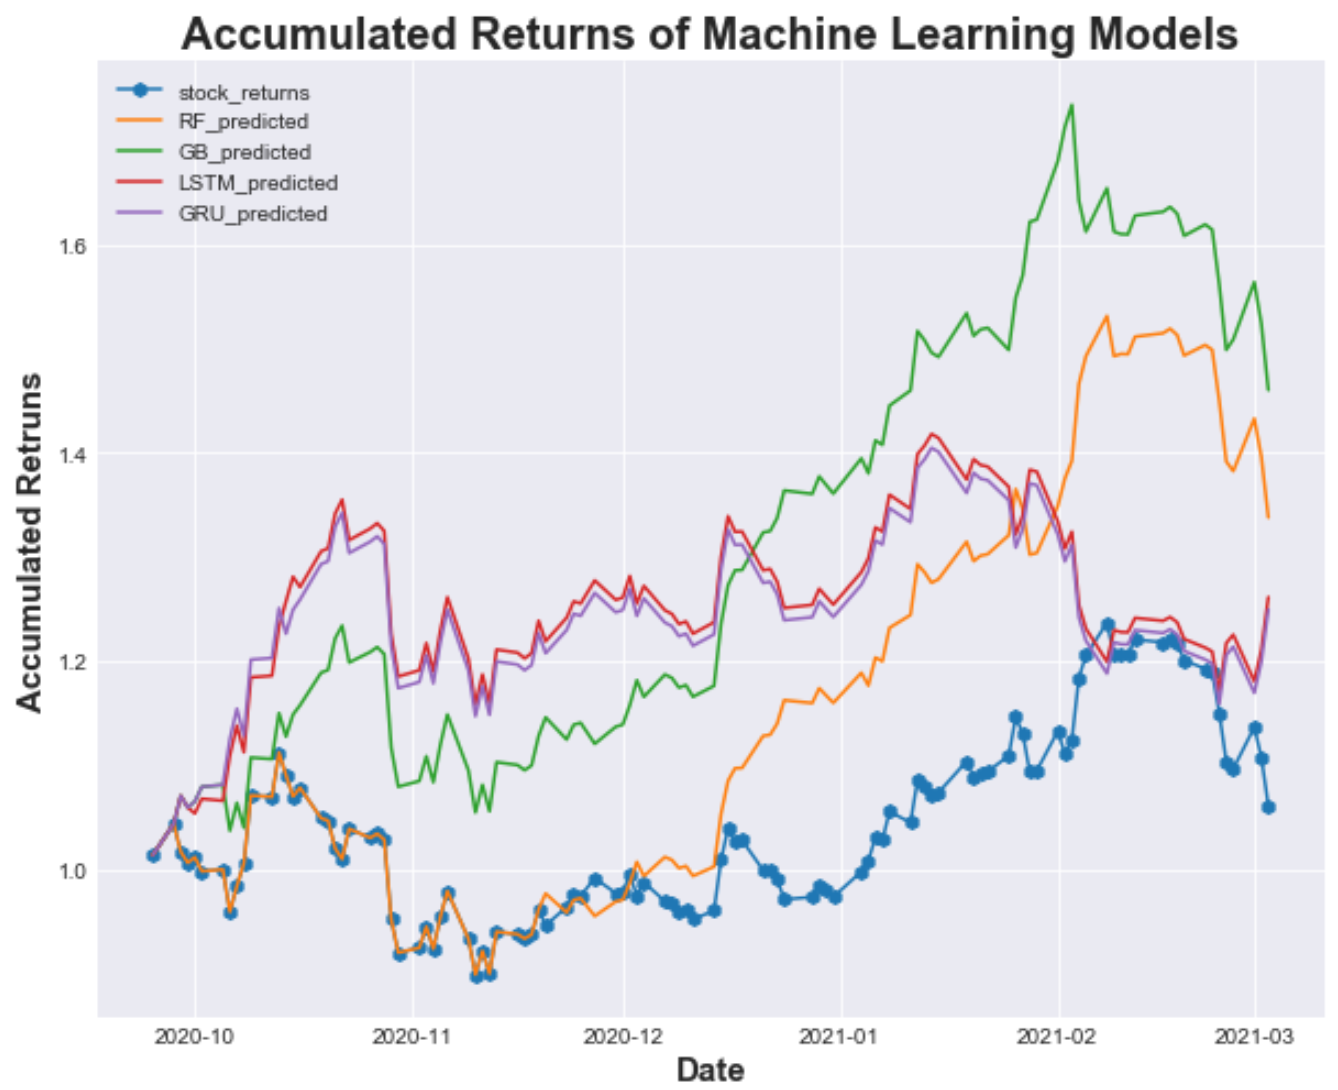 Accumulated Returns of Machine Learning Models
stock_returns
RF_predicted
GB_predicted
LSTM_predicted
GRU_predicted
1.6
1.4
1.2
1.0
Accumulated Retruns
2020-10
2020-11
2020-12
2021-01
2021-02
2021-03
Date